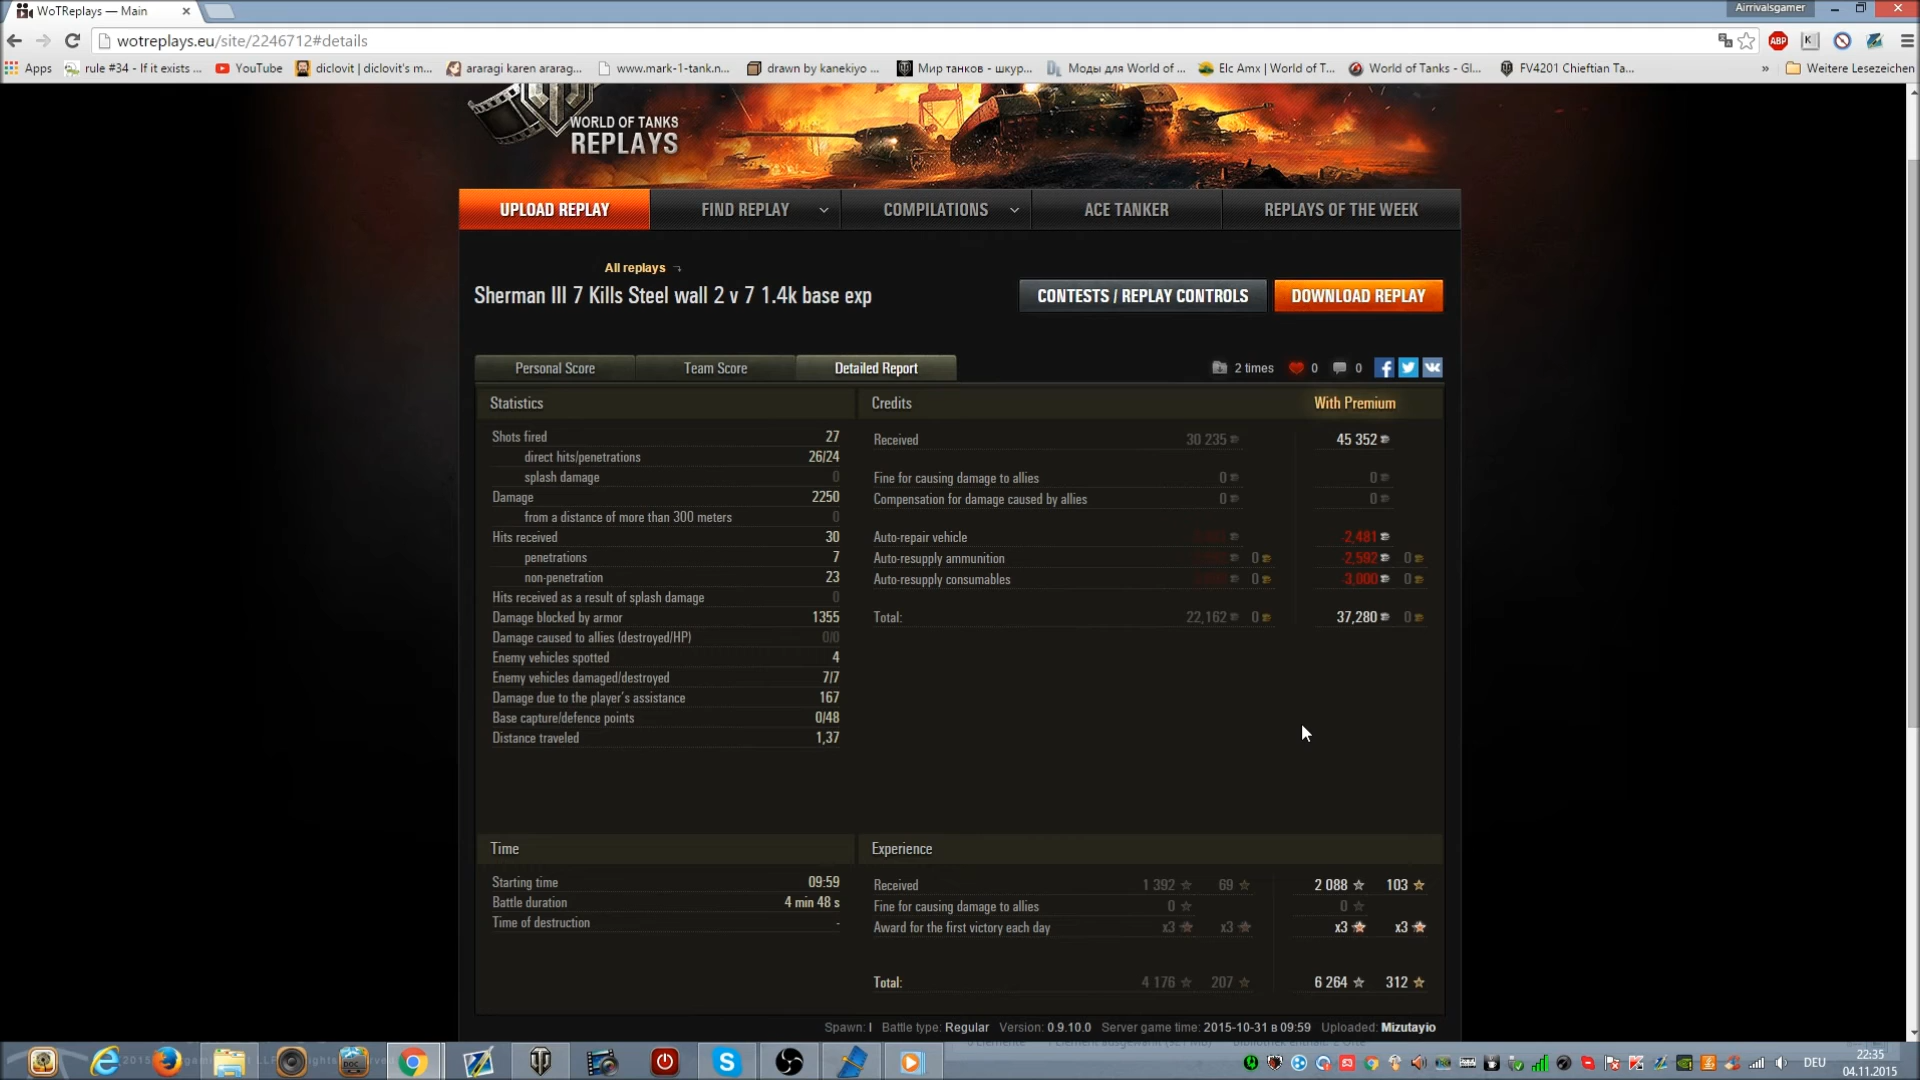 WoTReplays — Main
Airrivalsgamer
wotreplays.eu/site/2246712#details
Apps rule #34 - If it exists ... YouTube diclovit | diclovit's m... araragi karen ararag... www.mark-1-tank.n... drawn by kanekiyo ... Мир танков - шкур... Моды для World of ... Elc Amx | World of T... World of Tanks - Gl... FV4201 Chieftian Ta... » Weitere Lesezeichen
WORLD OF TANKS
REPLAYS
UPLOAD REPLAY FIND REPLAY COMPILATIONS ACE TANKER REPLAYS OF THE WEEK
All replays
Sherman III 7 Kills Steel wall 2 v 7 1.4k base exp
CONTESTS / REPLAY CONTROLS DOWNLOAD REPLAY
Personal Score Team Score Detailed Report 2 times 0 0
Statistics Credits With Premium
Shots fired 27
Received 30 235 45 352
direct hits/penetrations 26/24
splash damage 0
Fine for causing damage to allies 0 0
Damage 2250
Compensation for damage caused by allies 0 0
from a distance of more than 300 meters 0
Hits received 30
Auto-repair vehicle -2,481
penetrations 7
Auto-resupply ammunition 0 -2,592 0
non-penetration 23
Auto-resupply consumables 0 -3,000 0
Hits received as a result of splash damage 0
Damage blocked by armor 1355
Total: 22,162 0 37,280 0
Damage caused to allies (destroyed/HP) 0/0
Enemy vehicles spotted 4
Enemy vehicles damaged/destroyed 7/7
Damage due to the player's assistance 167
Base capture/defence points 0/48
Distance traveled 1,37
Time Experience
Starting time 09:59
Received 1 392 69 2 088 103
Battle duration 4 min 48 s
Fine for causing damage to allies 0 0
Time of destruction -
Award for the first victory each day x3 x3 x3 x3
Total: 4 176 207 6 264 312
Spawn: I Battle type: Regular Version: 0.9.10.0 Server game time: 2015-10-31 в 09:59 Uploaded: Mizutayio
DEU
22:35
04.11.2015